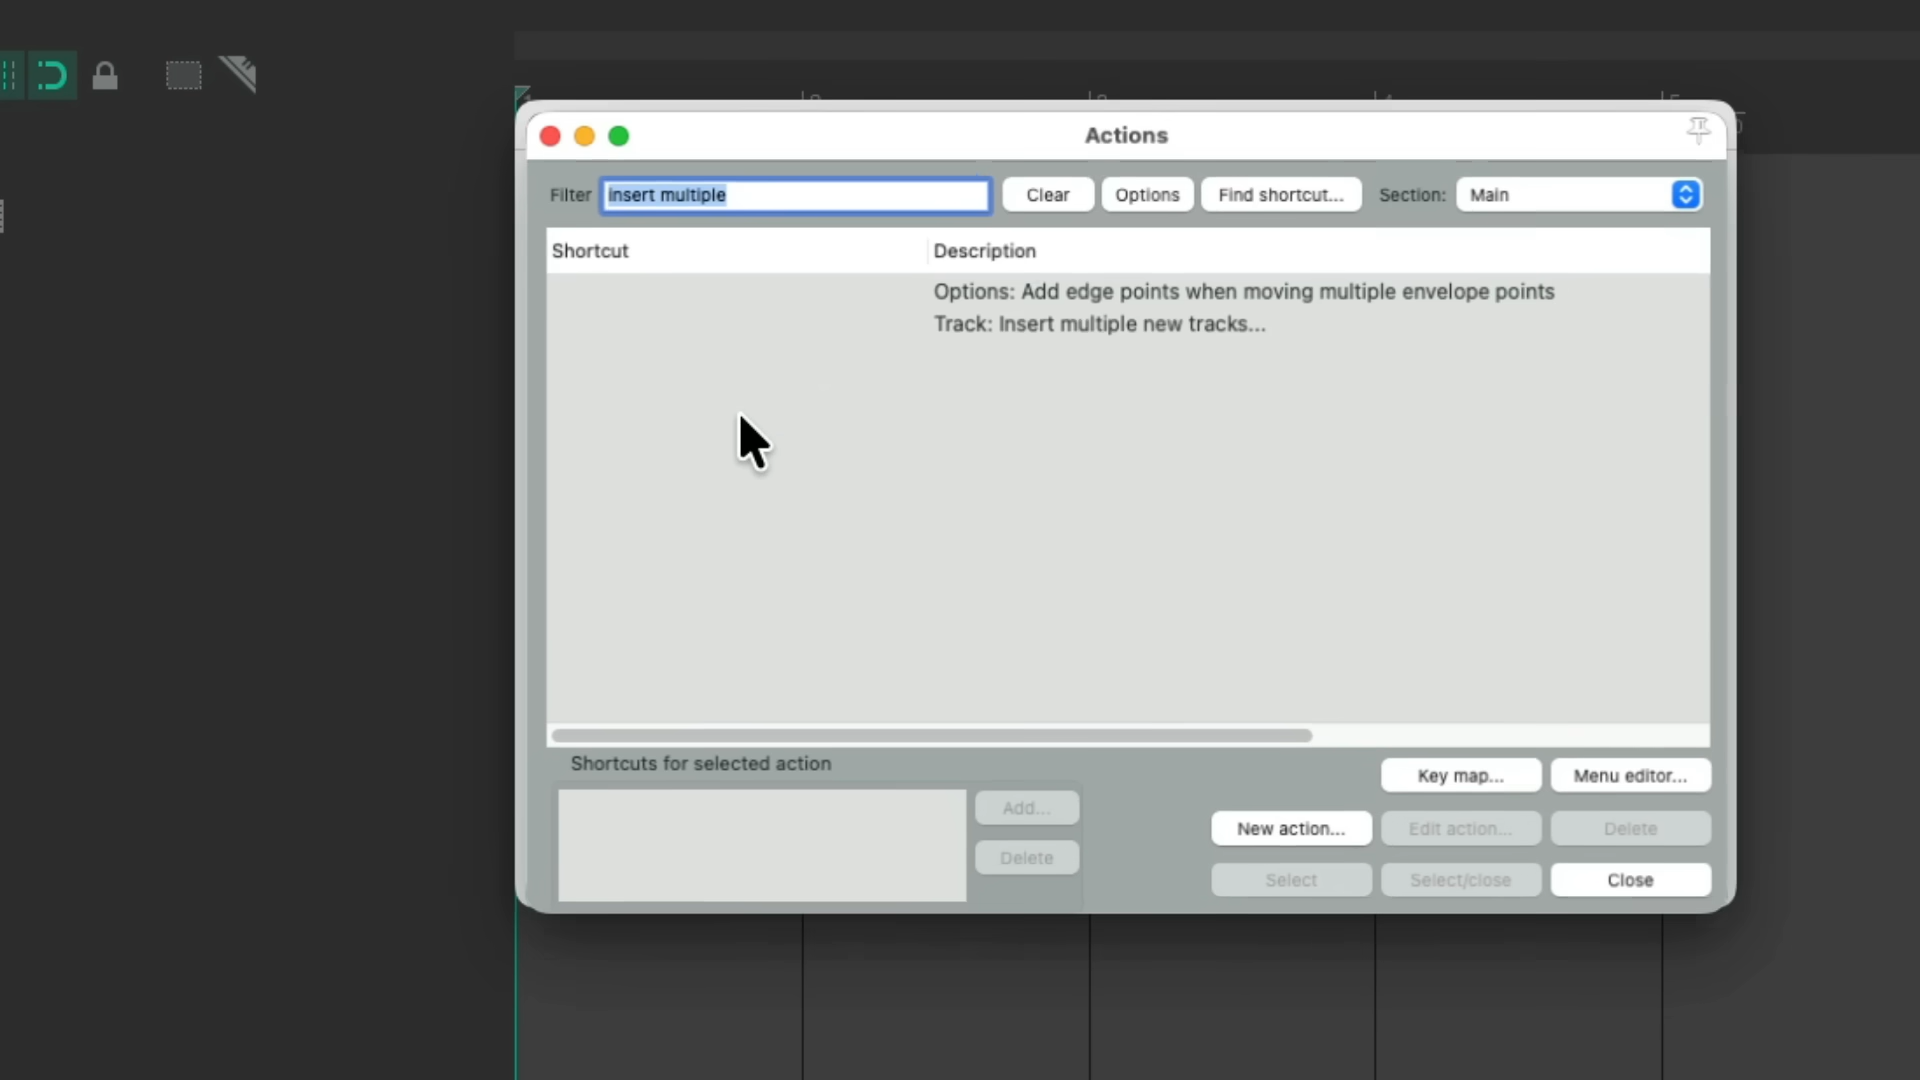 Actions
Filter insert multiple Clear Options Find shortcut... Section: Main
Shortcut Description
Options: Add edge points when moving multiple envelope points
Track: Insert multiple new tracks...
Shortcuts for selected action
Key map... Menu editor...
Add...
New action... Edit action... Delete
Delete
Select Select/close Close